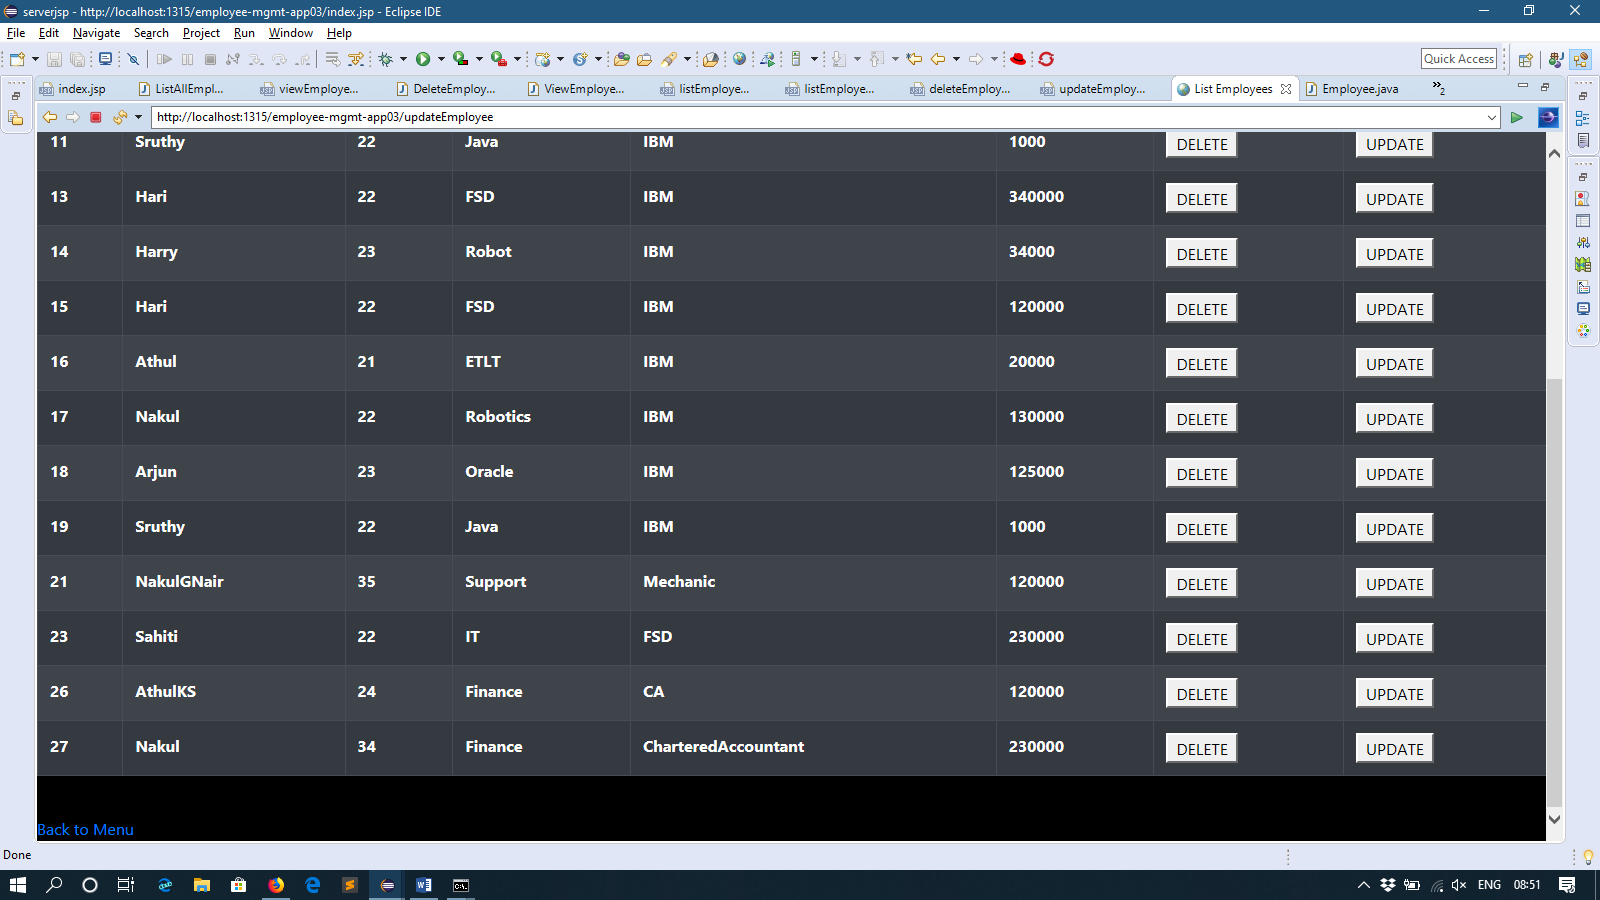 serverjsp - http://localhost:1315/employee-mgmt-app03/index.jsp - Eclipse IDE
File Edit Navigate Search Project Run Window Help
Quick Access
index.jsp ListAllEmpl... viewEmploye... DeleteEmploy... ViewEmploye... listEmploye... listEmploye... deleteEmploy... updateEmploy... List Employees Employee.java »2
http://localhost:1315/employee-mgmt-app03/updateEmployee
11 Sruthy 22 Java IBM 1000 DELETE UPDATE
13 Hari 22 FSD IBM 340000 DELETE UPDATE
14 Harry 23 Robot IBM 34000 DELETE UPDATE
15 Hari 22 FSD IBM 120000 DELETE UPDATE
16 Athul 21 ETLT IBM 20000 DELETE UPDATE
17 Nakul 22 Robotics IBM 130000 DELETE UPDATE
18 Arjun 23 Oracle IBM 125000 DELETE UPDATE
19 Sruthy 22 Java IBM 1000 DELETE UPDATE
21 NakulGNair 35 Support Mechanic 120000 DELETE UPDATE
23 Sahiti 22 IT FSD 230000 DELETE UPDATE
26 AthulKS 24 Finance CA 120000 DELETE UPDATE
27 Nakul 34 Finance CharteredAccountant 230000 DELETE UPDATE
Back to Menu
Done
ENG 08:51